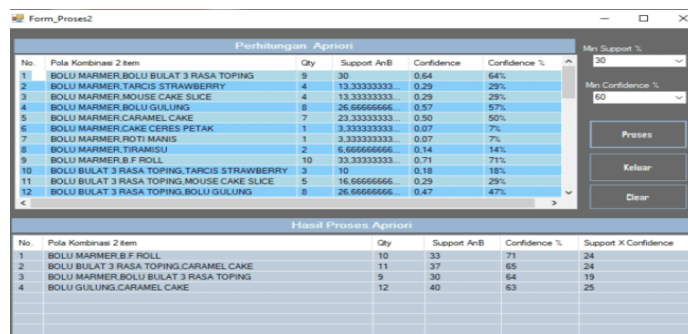 Form_Proses2
Perhitungan Apriori
No. Pola Kombinasi 2 item Qty Support AnB Confidence Confidence %
1 BOLU MARMER,BOLU BULAT 3 RASA TOPING 9 30 0,64 64%
2 BOLU MARMER,TARCIS STRAWBERRY 4 13,33333333... 0,29 29%
3 BOLU MARMER,MOUSE CAKE SLICE 4 13,33333333... 0,29 29%
4 BOLU MARMER,BOLU GULUNG 8 26,66666666... 0,57 57%
5 BOLU MARMER,CARAMEL CAKE 7 23,33333333... 0,50 50%
6 BOLU MARMER,CAKE CERES PETAK 1 3,333333333... 0,07 7%
7 BOLU MARMER,ROTI MANIS 1 3,333333333... 0,07 7%
8 BOLU MARMER,TIRAMISU 2 6,666666666... 0,14 14%
9 BOLU MARMER,B.F ROLL 10 33,33333333... 0,71 71%
10 BOLU BULAT 3 RASA TOPING,TARCIS STRAWBERRY 3 10 0,18 18%
11 BOLU BULAT 3 RASA TOPING,MOUSE CAKE SLICE 5 16,66666666... 0,29 29%
12 BOLU BULAT 3 RASA TOPING,BOLU GULUNG 8 26,66666666... 0,47 47%
Min Support %
30
Min Confidence %
60
Proses
Keluar
Clear
Hasil Proses Apriori
No. Pola Kombinasi 2 item Qty Support AnB Confidence % Support X Confidence
1 BOLU MARMER,B.F ROLL 10 33 71 24
2 BOLU BULAT 3 RASA TOPING,CARAMEL CAKE 11 37 65 24
3 BOLU MARMER,BOLU BULAT 3 RASA TOPING 9 30 64 19
4 BOLU GULUNG,CARAMEL CAKE 12 40 63 25